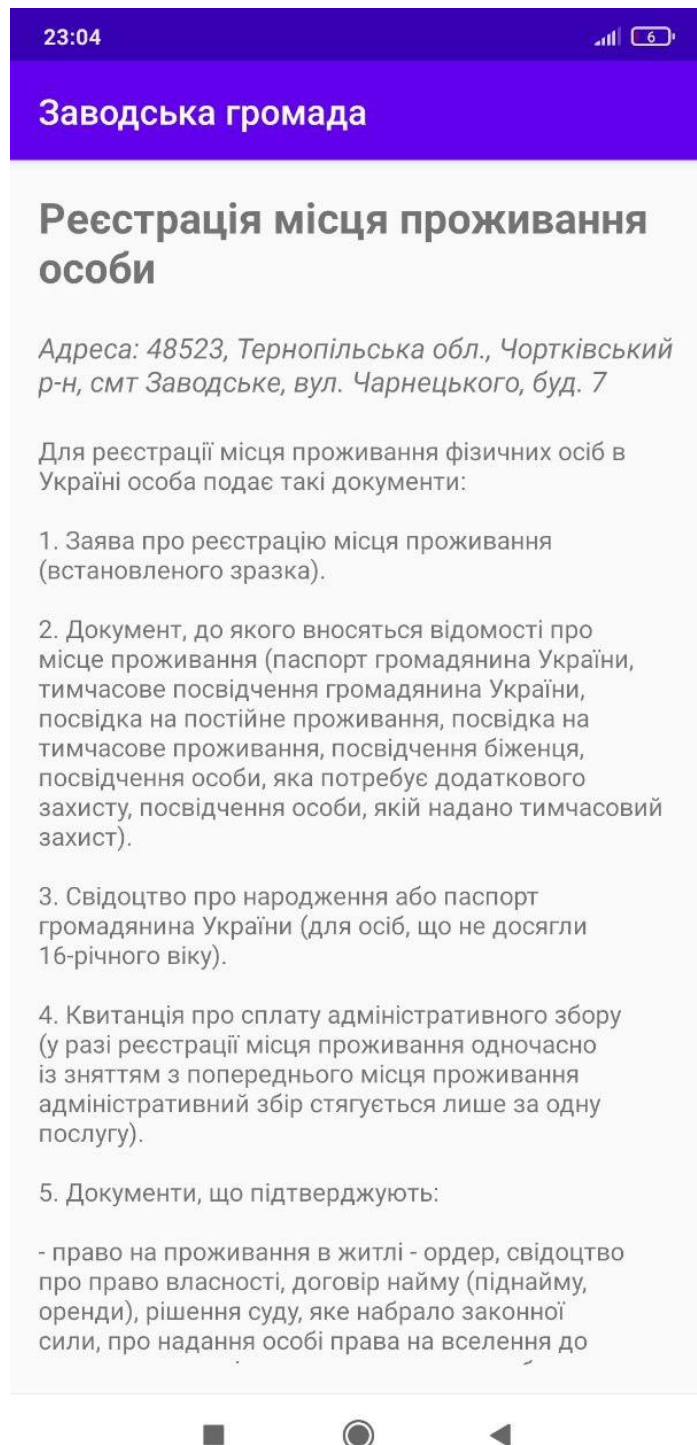 23:04
6
Заводська громада
Реєстрація місця проживання
особи
Адреса: 48523, Тернопільська обл., Чортківський
р-н, смт Заводське, вул. Чарнецького, буд. 7
Для реєстрації місця проживання фізичних осіб в
Україні особа подає такі документи:
1. Заява про реєстрацію місця проживання
(встановленого зразка).
2. Документ, до якого вносяться відомості про
місце проживання (паспорт громадянина України,
тимчасове посвідчення громадянина України,
посвідка на постійне проживання, посвідка на
тимчасове проживання, посвідчення біженця,
посвідчення особи, яка потребує додаткового
захисту, посвідчення особи, якій надано тимчасовий
захист).
3. Свідоцтво про народження або паспорт
громадянина України (для осіб, що не досягли
16-річного віку).
4. Квитанція про сплату адміністративного збору
(у разі реєстрації місця проживання одночасно
із зняттям з попереднього місця проживання
адміністративний збір стягується лише за одну
послугу).
5. Документи, що підтверджують:
- право на проживання в житлі - ордер, свідоцтво
про право власності, договір найму (піднайму,
оренди), рішення суду, яке набрало законної
сили, про надання особі права на вселення до